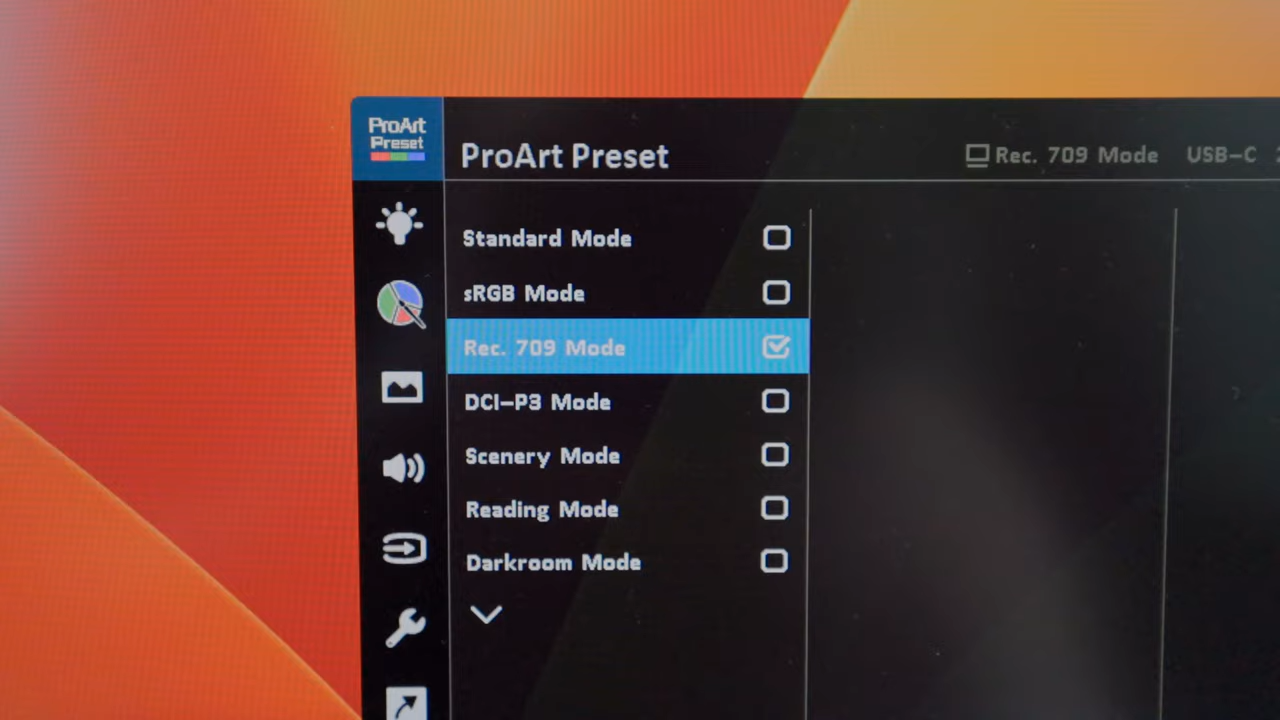 ProArt
Preset
ProArt Preset
Rec. 709 Mode USB-C
Standard Mode
sRGB Mode
Rec. 709 Mode
DCI-P3 Mode
Scenery Mode
Reading Mode
Darkroom Mode